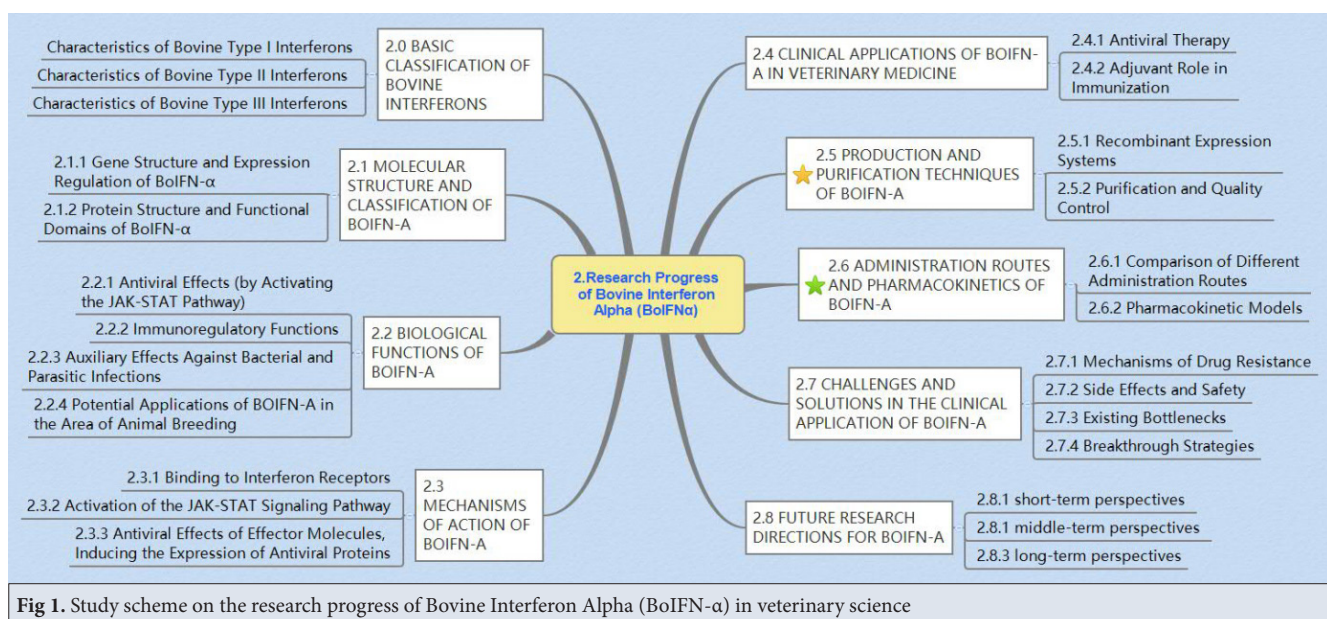 Characteristics of Bovine Type I Interferons
Characteristics of Bovine Type II Interferons
Characteristics of Bovine Type III Interferons
2.0 BASIC
CLASSIFICATION OF
BOVINE
INTERFERONS
2.1.1 Gene Structure and Expression
Regulation of BoIFN-α
2.1.2 Protein Structure and Functional
Domains of BoIFN-α
2.1 MOLECULAR
STRUCTURE AND
CLASSIFICATION OF
BOIFN-A
2.2.1 Antiviral Effects (by Activating
the JAK-STAT Pathway)
2.2.2 Immunoregulatory Functions
2.2.3 Auxiliary Effects Against Bacterial and
Parasitic Infections
2.2.4 Potential Applications of BOIFN-A in
the Area of Animal Breeding
2.2 BIOLOGICAL
FUNCTIONS OF
BOIFN-A
2.3.1 Binding to Interferon Receptors
2.3.2 Activation of the JAK-STAT Signaling Pathway
2.3.3 Antiviral Effects of Effector Molecules,
Inducing the Expression of Antiviral Proteins
2.3
MECHANISMS
OF ACTION OF
BOIFN-A
2.Research Progress
of Bovine Interferon
Alpha (BoIFNα)
2.4 CLINICAL APPLICATIONS OF BOIFN-
A IN VETERINARY MEDICINE
2.4.1 Antiviral Therapy
2.4.2 Adjuvant Role in
Immunization
2.5 PRODUCTION AND
PURIFICATION TECHNIQUES
OF BOIFN-A
2.5.1 Recombinant Expression
Systems
2.5.2 Purification and Quality
Control
2.6 ADMINISTRATION ROUTES
AND PHARMACOKINETICS OF
BOIFN-A
2.6.1 Comparison of Different
Administration Routes
2.6.2 Pharmacokinetic Models
2.7 CHALLENGES AND
SOLUTIONS IN THE CLINICAL
APPLICATION OF BOIFN-A
2.7.1 Mechanisms of Drug Resistance
2.7.2 Side Effects and Safety
2.7.3 Existing Bottlenecks
2.7.4 Breakthrough Strategies
2.8 FUTURE RESEARCH
DIRECTIONS FOR BOIFN-A
2.8.1 short-term perspectives
2.8.1 middle-term perspectives
2.8.3 long-term perspectives
Fig 1. Study scheme on the research progress of Bovine Interferon Alpha (BoIFN-α) in veterinary science